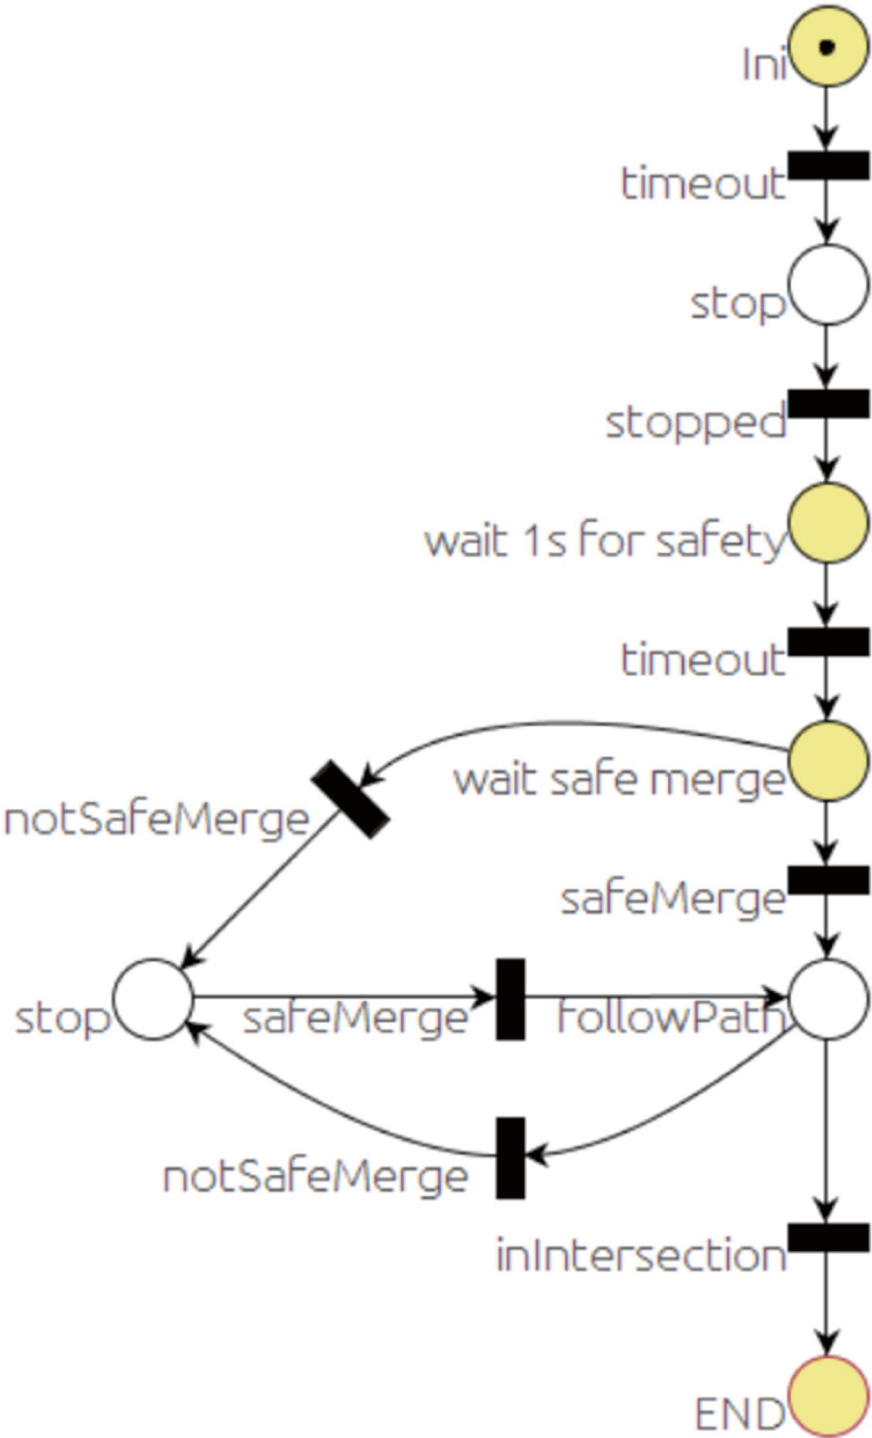 Ini
timeout
stop
stopped
wait 1s for safety
timeout
wait safe merge
notSafeMerge
safeMerge
stop
safeMerge
followPath
notSafeMerge
inIntersection
END